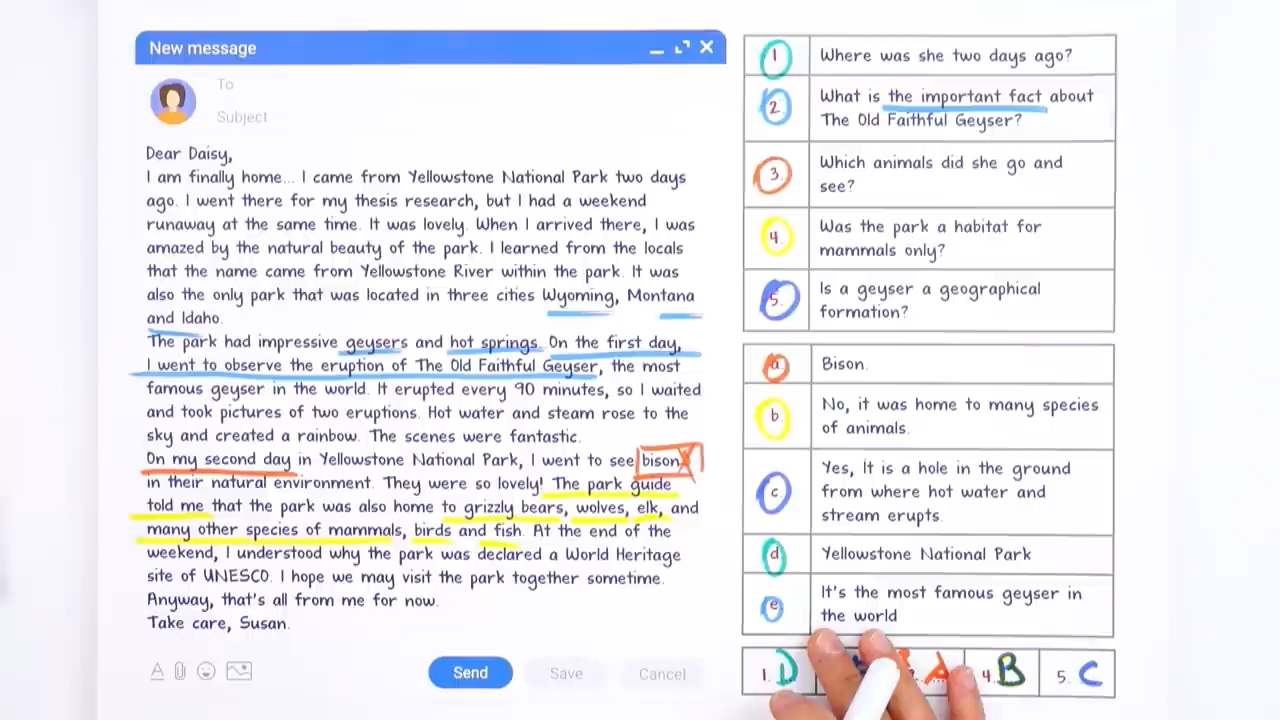 New message
To
Subject
Dear Daisy,
I am finally home... I came from Yellowstone National Park two days
ago. I went there for my thesis research, but I had a weekend
runaway at the same time. It was lovely. When I arrived there, I was
amazed by the natural beauty of the park. I learned from the locals
that the name came from Yellowstone River within the park. It was
also the only park that was located in three cities Wyoming, Montana
and Idaho.
The park had impressive geysers and hot springs. On the first day,
I went to observe the eruption of The Old Faithful Geyser, the most
famous geyser in the world. It erupted every 90 minutes, so I waited
and took pictures of two eruptions. Hot water and steam rose to the
sky and created a rainbow. The scenes were fantastic.
On my second day in Yellowstone National Park, I went to see bison
in their natural environment. They were so lovely! The park guide
told me that the park was also home to grizzly bears, wolves, elk, and
many other species of mammals, birds and fish. At the end of the
weekend, I understood why the park was declared a World Heritage
site of UNESCO. I hope we may visit the park together sometime.
Anyway, that's all from me for now.
Take care, Susan.
A
Send
Save
Cancel
1
Where was she two days ago?
2.
What is the important fact about
The Old Faithful Geyser?
3.
Which animals did she go and
see?
4.
Was the park a habitat for
mammals only?
5.
Is a geyser a geographical
formation?
a.
Bison.
b.
No, it was home to many species
of animals.
c.
Yes, It is a hole in the ground
from where hot water and
stream erupts.
d.
Yellowstone National Park
e.
It's the most famous geyser in
the world
1. D
A
4. B
5. C